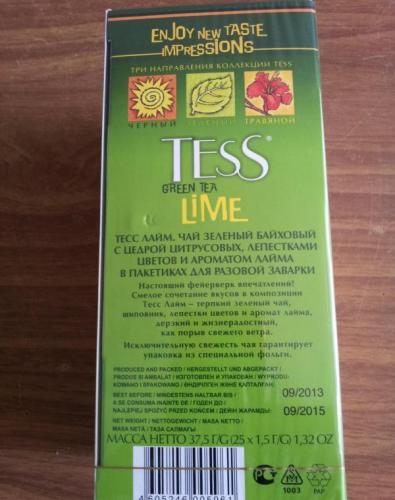 ENJOY NEW TASTE
IMPRESSIONS
ТРИ НАПРАВЛЕНИЯ КОЛЛЕКЦИИ TESS
ЧЕРНЫЙ ЗЕЛЕНЫЙ ТРАВЯНОЙ
TESS®
GREEN TEA
LIME
ТЕСС ЛАЙМ. ЧАЙ ЗЕЛЕНЫЙ БАЙХОВЫЙ
С ЦЕДРОЙ ЦИТРУСОВЫХ, ЛЕПЕСТКАМИ
ЦВЕТОВ И АРОМАТОМ ЛАЙМА
В ПАКЕТИКАХ ДЛЯ РАЗОВОЙ ЗАВАРКИ
Настоящий фейерверк впечатлений!
Смелое сочетание вкусов в композиции
Тесс Лайм – терпкий зеленый чай,
шиповник, лепестки цветов и аромат лайма,
дерзкий и жизнерадостный,
как порыв свежего ветра.
Исключительную свежесть чая гарантирует
упаковка из специальной фольги.
PRODUCED AND PACKED / HERGESTELLT UND ABGEPACKT /
PRODUS SI AMBALAT / ИЗГОТОВЛЕН И УПАКОВАН / WYPRODU-
KOWANO I SPAKOWANO / ӨНДІРІЛГЕН ЖӘНЕ ҚАПТАЛҒАН:
09/2013
BEST BEFORE / MINDESTENS HALTBAR BIS /
A SE CONSUMA INAINTE DE / ГОДЕН ДО /
NAJLEPIEJ SPOŻYĆ PRZED KOŃCEM / ДЕЙІН ЖАРАМДЫ:
09/2015
NET WEIGHT / NETTOGEWICHT / МАССА НЕТТО /
MASA NETĂ / ТАЗА САЛМАҒЫ
МАССА НЕТТО 37,5 Г/G (25 x 1,5 Г/G) 1,32 OZ
1003
PAP